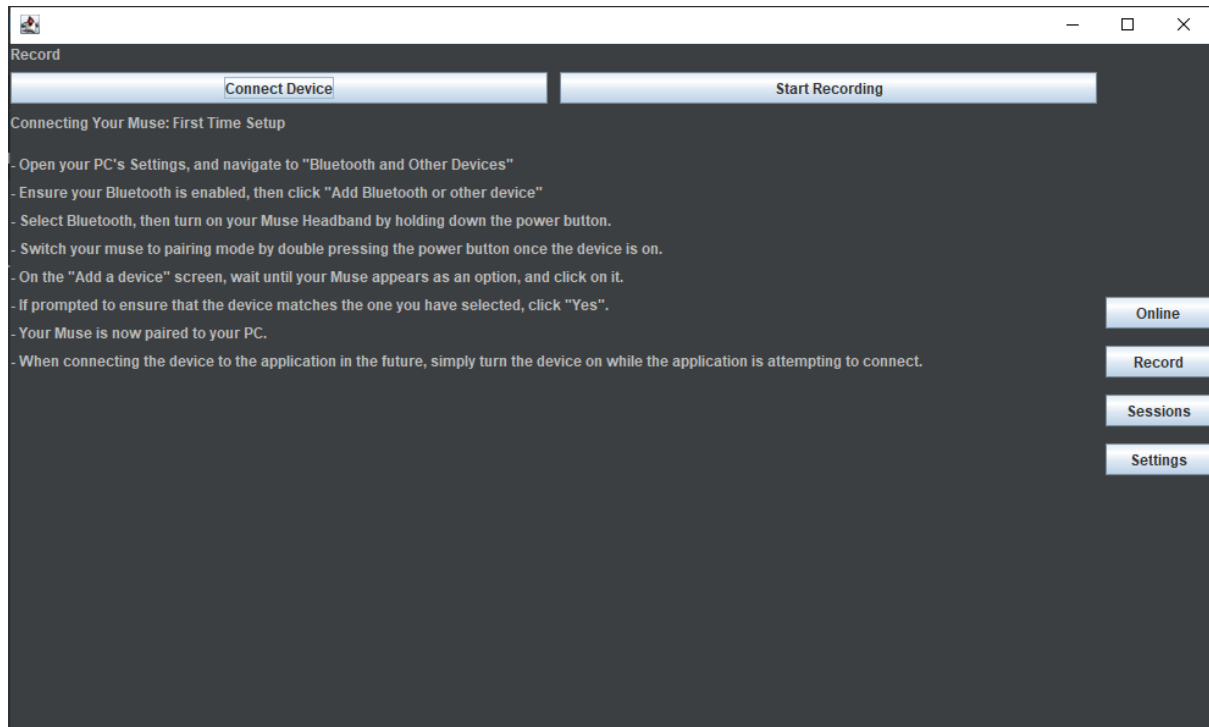 Record
Connect Device
Start Recording
Connecting Your Muse: First Time Setup
- Open your PC's Settings, and navigate to "Bluetooth and Other Devices"
- Ensure your Bluetooth is enabled, then click "Add Bluetooth or other device"
- Select Bluetooth, then turn on your Muse Headband by holding down the power button.
- Switch your muse to pairing mode by double pressing the power button once the device is on.
- On the "Add a device" screen, wait until your Muse appears as an option, and click on it.
- If prompted to ensure that the device matches the one you have selected, click "Yes".
- Your Muse is now paired to your PC.
- When connecting the device to the application in the future, simply turn the device on while the application is attempting to connect.
Online
Record
Sessions
Settings